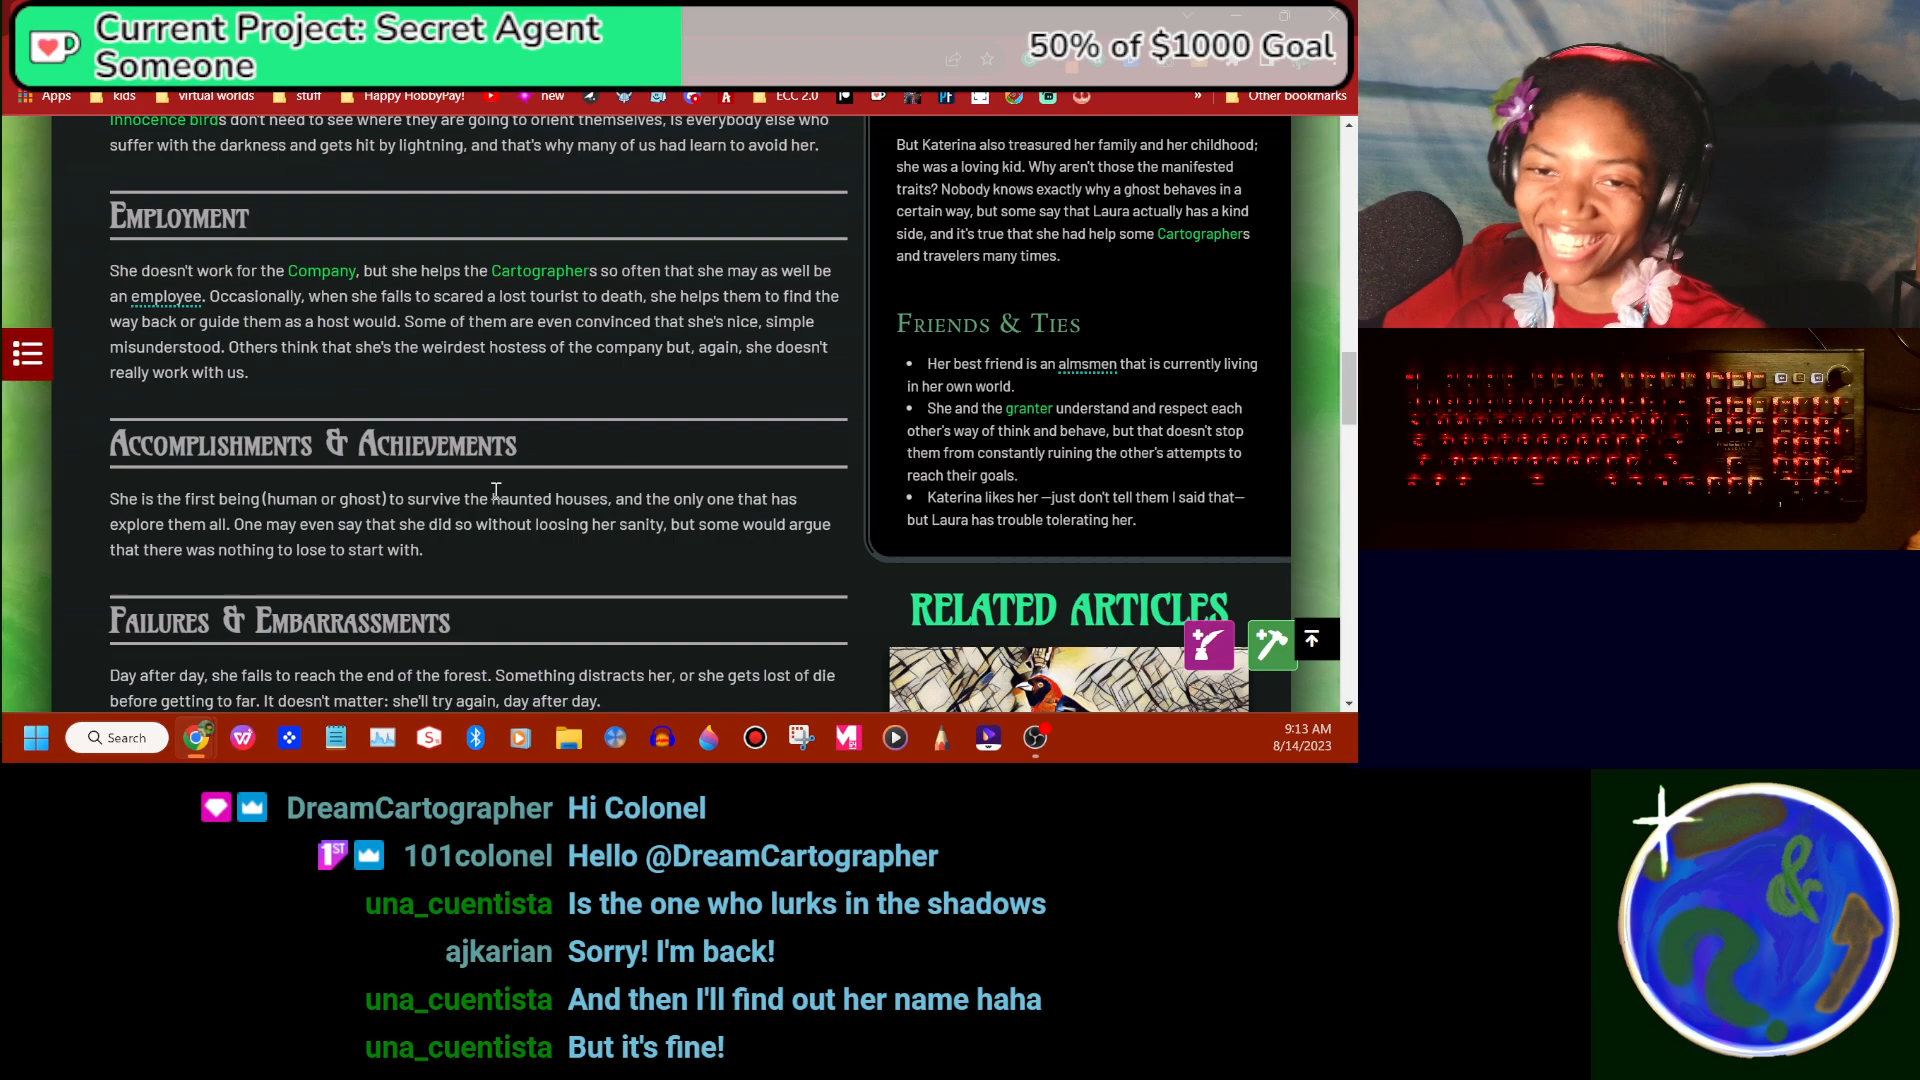 Current Project: Secret Agent
Someone
50% of $1000 Goal
Apps
kids
virtual worlds
stuff
Happy HobbyPay!
new
ECC 2.0
»
Other bookmarks
Innocence birds don't need to see where they are going to orient themselves, Is everybody else who
suffer with the darkness and gets hit by lightning, and that's why many of us had learn to avoid her.
Employment
She doesn't work for the Company, but she helps the Cartographers so often that she may as well be
an employee. Occasionally, when she fails to scared a lost tourist to death, she helps them to find the
way back or guide them as a host would. Some of them are even convinced that she's nice, simple
misunderstood. Others think that she's the weirdest hostess of the company but, again, she doesn't
really work with us.
Accomplishments & Achievements
She is the first being (human or ghost) to survive the haunted houses, and the only one that has
explore them all. One may even say that she did so without loosing her sanity, but some would argue
that there was nothing to lose to start with.
Failures & Embarrassments
Day after day, she fails to reach the end of the forest. Something distracts her, or she gets lost of die
before getting to far. It doesn't matter: she'll try again, day after day.
But Katerina also treasured her family and her childhood;
she was a loving kid. Why aren't those the manifested
traits? Nobody knows exactly why a ghost behaves in a
certain way, but some say that Laura actually has a kind
side, and it's true that she had help some Cartographers
and travelers many times.
Friends & Ties
• Her best friend is an almsmen that is currently living
in her own world.
• She and the granter understand and respect each
other's way of think and behave, but that doesn't stop
them from constantly ruining the other's attempts to
reach their goals.
• Katerina likes her —just don't tell them I said that—
but Laura has trouble tolerating her.
RELATED ARTICLES
Search
9:13 AM
8/14/2023
DreamCartographer Hi Colonel
1ST 101colonel Hello @DreamCartographer
una_cuentista Is the one who lurks in the shadows
ajkarian Sorry! I'm back!
una_cuentista And then I'll find out her name haha
una_cuentista But it's fine!
&